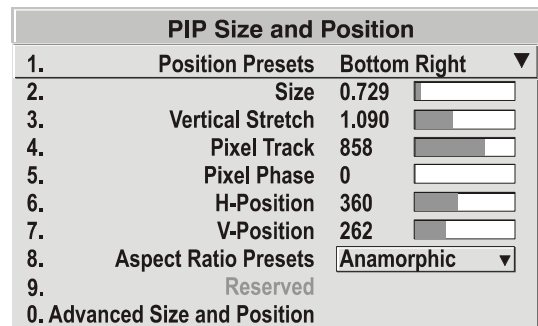 PIP Size and Position
1. Position Presets Bottom Right
2. Size 0.729
3. Vertical Stretch 1.090
4. Pixel Track 858
5. Pixel Phase 0
6. H-Position 360
7. V-Position 262
8. Aspect Ratio Presets Anamorphic
9. Reserved
0. Advanced Size and Position